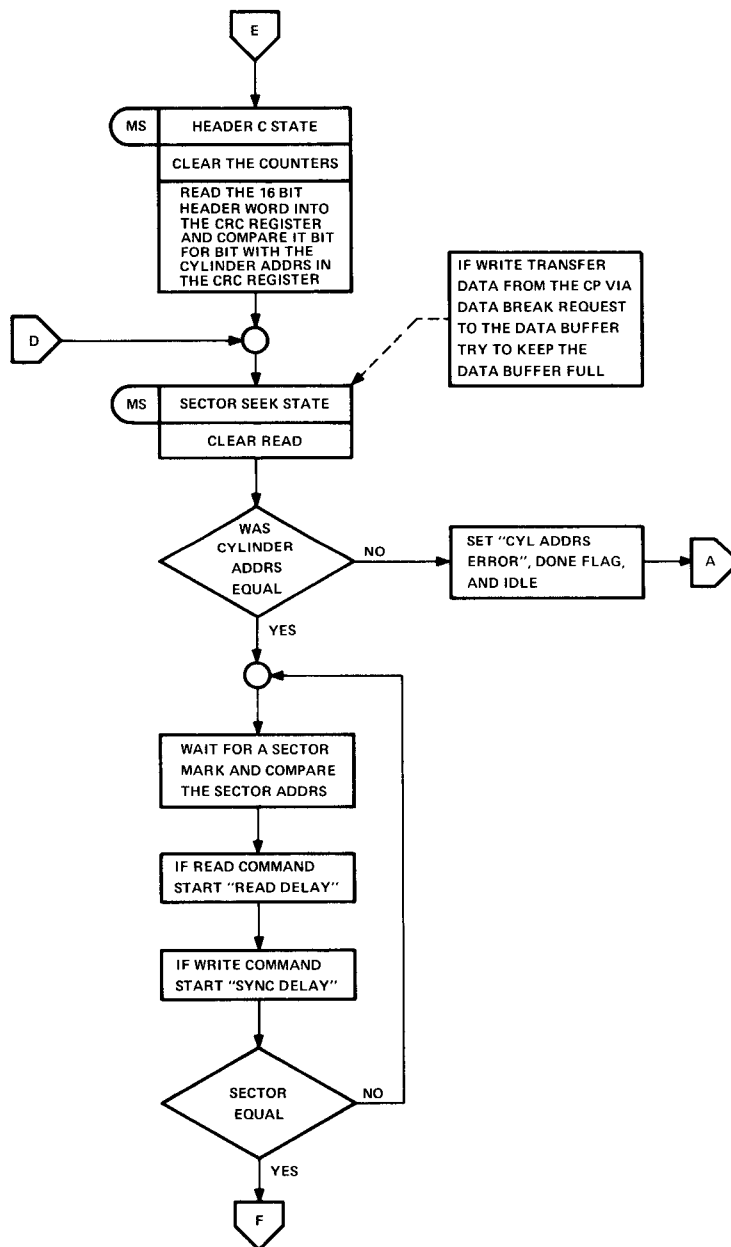 E
MS
HEADER C STATE
CLEAR THE COUNTERS
READ THE 16 BIT
HEADER WORD INTO
THE CRC REGISTER
AND COMPARE IT BIT
FOR BIT WITH THE
CYLINDER ADDRS IN
THE CRC REGISTER
IF WRITE TRANSFER
DATA FROM THE CP VIA
DATA BREAK REQUEST
TO THE DATA BUFFER
TRY TO KEEP THE
DATA BUFFER FULL
D
MS
SECTOR SEEK STATE
CLEAR READ
WAS
CYLINDER
ADDRS
EQUAL
NO
SET "CYL ADDRS
ERROR", DONE FLAG,
AND IDLE
A
YES
WAIT FOR A SECTOR
MARK AND COMPARE
THE SECTOR ADDRS
IF READ COMMAND
START "READ DELAY"
IF WRITE COMMAND
START "SYNC DELAY"
SECTOR
EQUAL
NO
YES
F